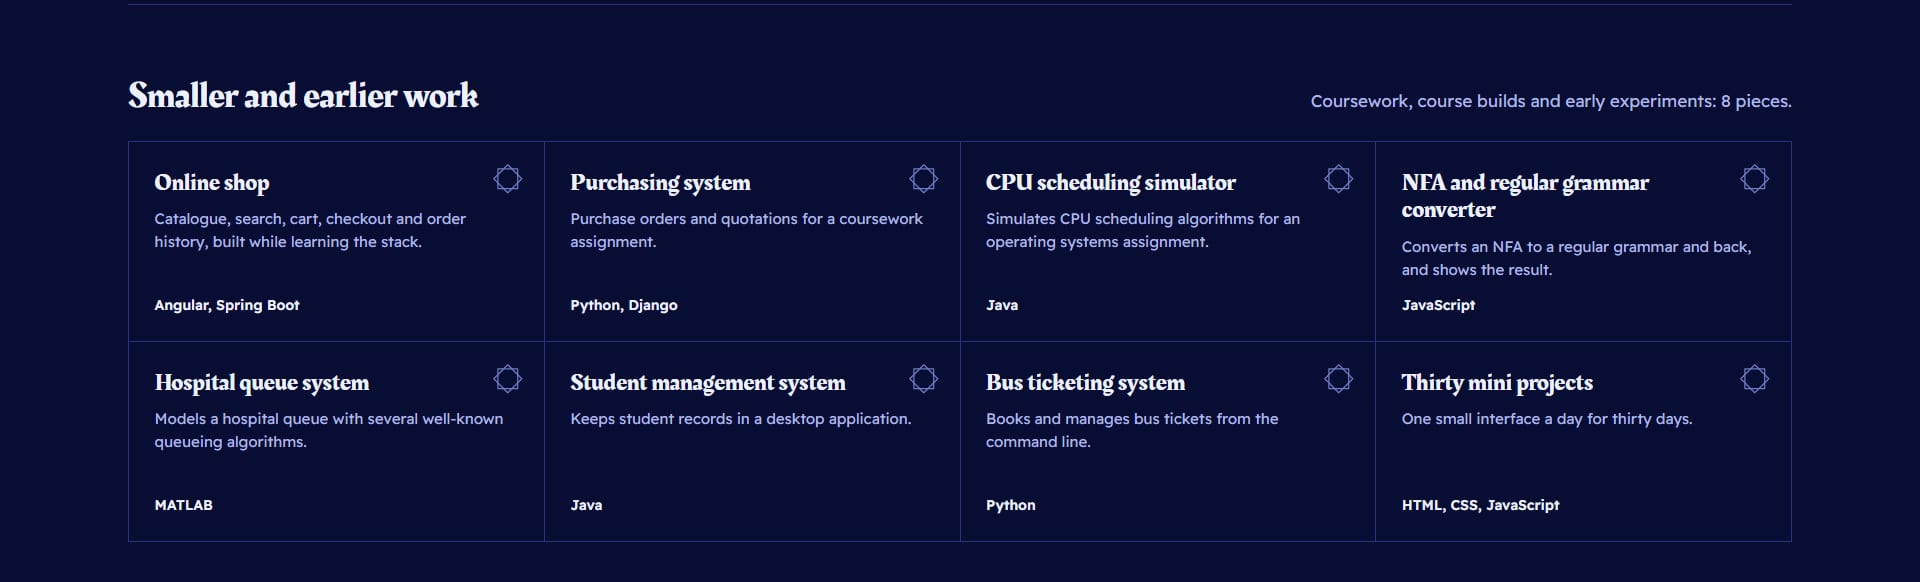 Smaller and earlier work
Coursework, course builds and early experiments: 8 pieces.
Online shop
Catalogue, search, cart, checkout and order
history, built while learning the stack.
Angular, Spring Boot
Purchasing system
Purchase orders and quotations for a coursework
assignment.
Python, Django
CPU scheduling simulator
Simulates CPU scheduling algorithms for an
operating systems assignment.
Java
NFA and regular grammar
converter
Converts an NFA to a regular grammar and back,
and shows the result.
JavaScript
Hospital queue system
Models a hospital queue with several well-known
queueing algorithms.
MATLAB
Student management system
Keeps student records in a desktop application.
Java
Bus ticketing system
Books and manages bus tickets from the
command line.
Python
Thirty mini projects
One small interface a day for thirty days.
HTML, CSS, JavaScript